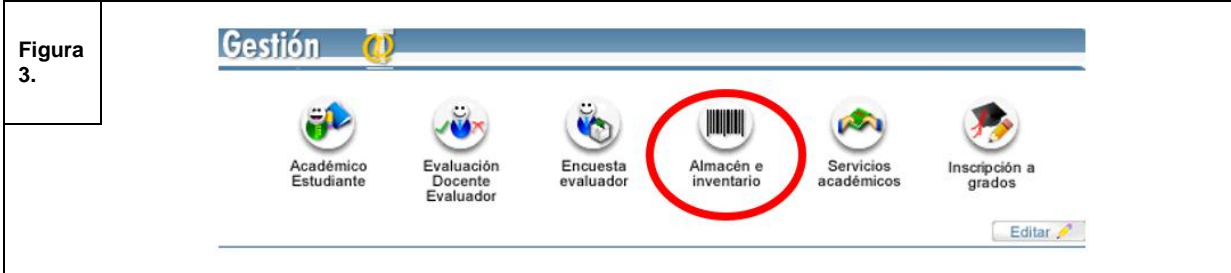 Figura
3.
Gestión @
Académico
Estudiante
Evaluación
Docente
Evaluador
Encuesta
evaluador
Almacén e
inventario
Servicios
académicos
Inscripción a
grados
Editar